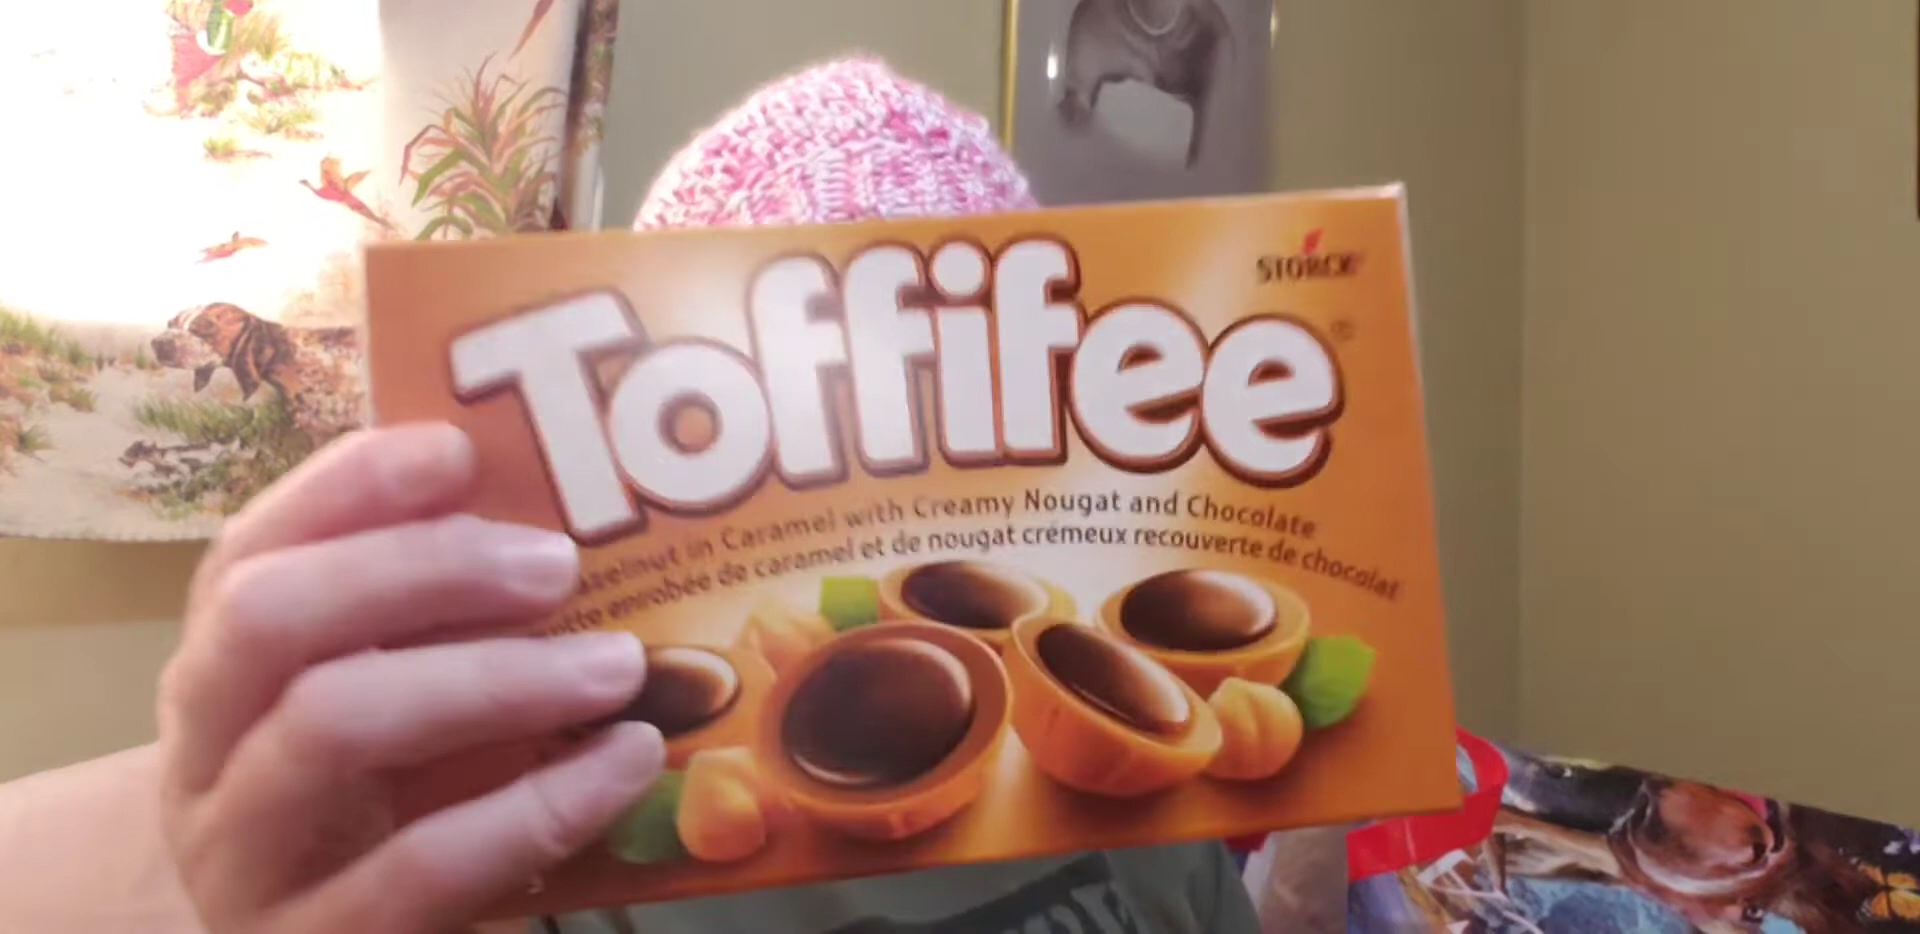 STORCK
Toffifee®
in Caramel with Creamy Nougat and Chocolate
enrobée de caramel et de nougat crémeux recouverte de chocolat